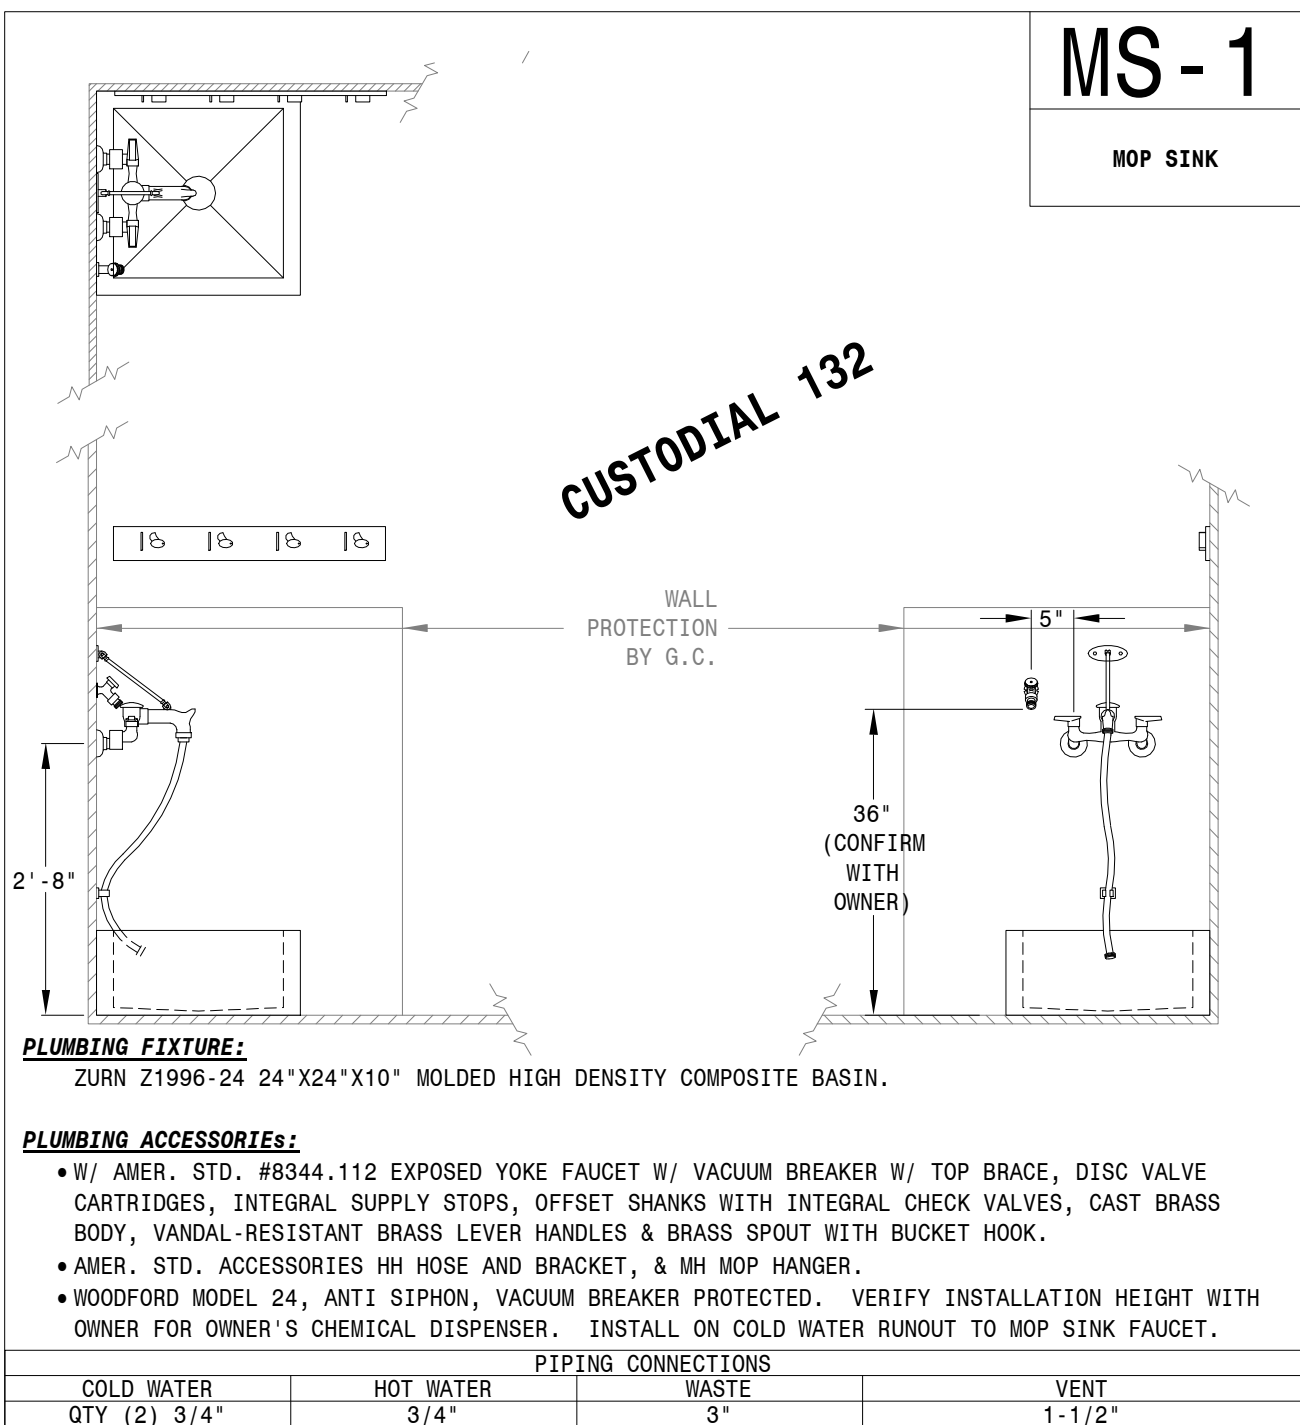 MS-1
MOP SINK
CUSTODIAL 132
WALL
PROTECTION
BY G.C.
5"
36"
(CONFIRM
WITH
OWNER)
2'-8"
PLUMBING FIXTURE:
ZURN Z1996-24 24"X24"X10" MOLDED HIGH DENSITY COMPOSITE BASIN.
PLUMBING ACCESSORIEs:
• W/ AMER. STD. #8344.112 EXPOSED YOKE FAUCET W/ VACUUM BREAKER W/ TOP BRACE, DISC VALVE
CARTRIDGES, INTEGRAL SUPPLY STOPS, OFFSET SHANKS WITH INTEGRAL CHECK VALVES, CAST BRASS
BODY, VANDAL-RESISTANT BRASS LEVER HANDLES & BRASS SPOUT WITH BUCKET HOOK.
• AMER. STD. ACCESSORIES HH HOSE AND BRACKET, & MH MOP HANGER.
• WOODFORD MODEL 24, ANTI SIPHON, VACUUM BREAKER PROTECTED. VERIFY INSTALLATION HEIGHT WITH
OWNER FOR OWNER'S CHEMICAL DISPENSER. INSTALL ON COLD WATER RUNOUT TO MOP SINK FAUCET.
PIPING CONNECTIONS
COLD WATER HOT WATER WASTE VENT
QTY (2) 3/4" 3/4" 3" 1-1/2"